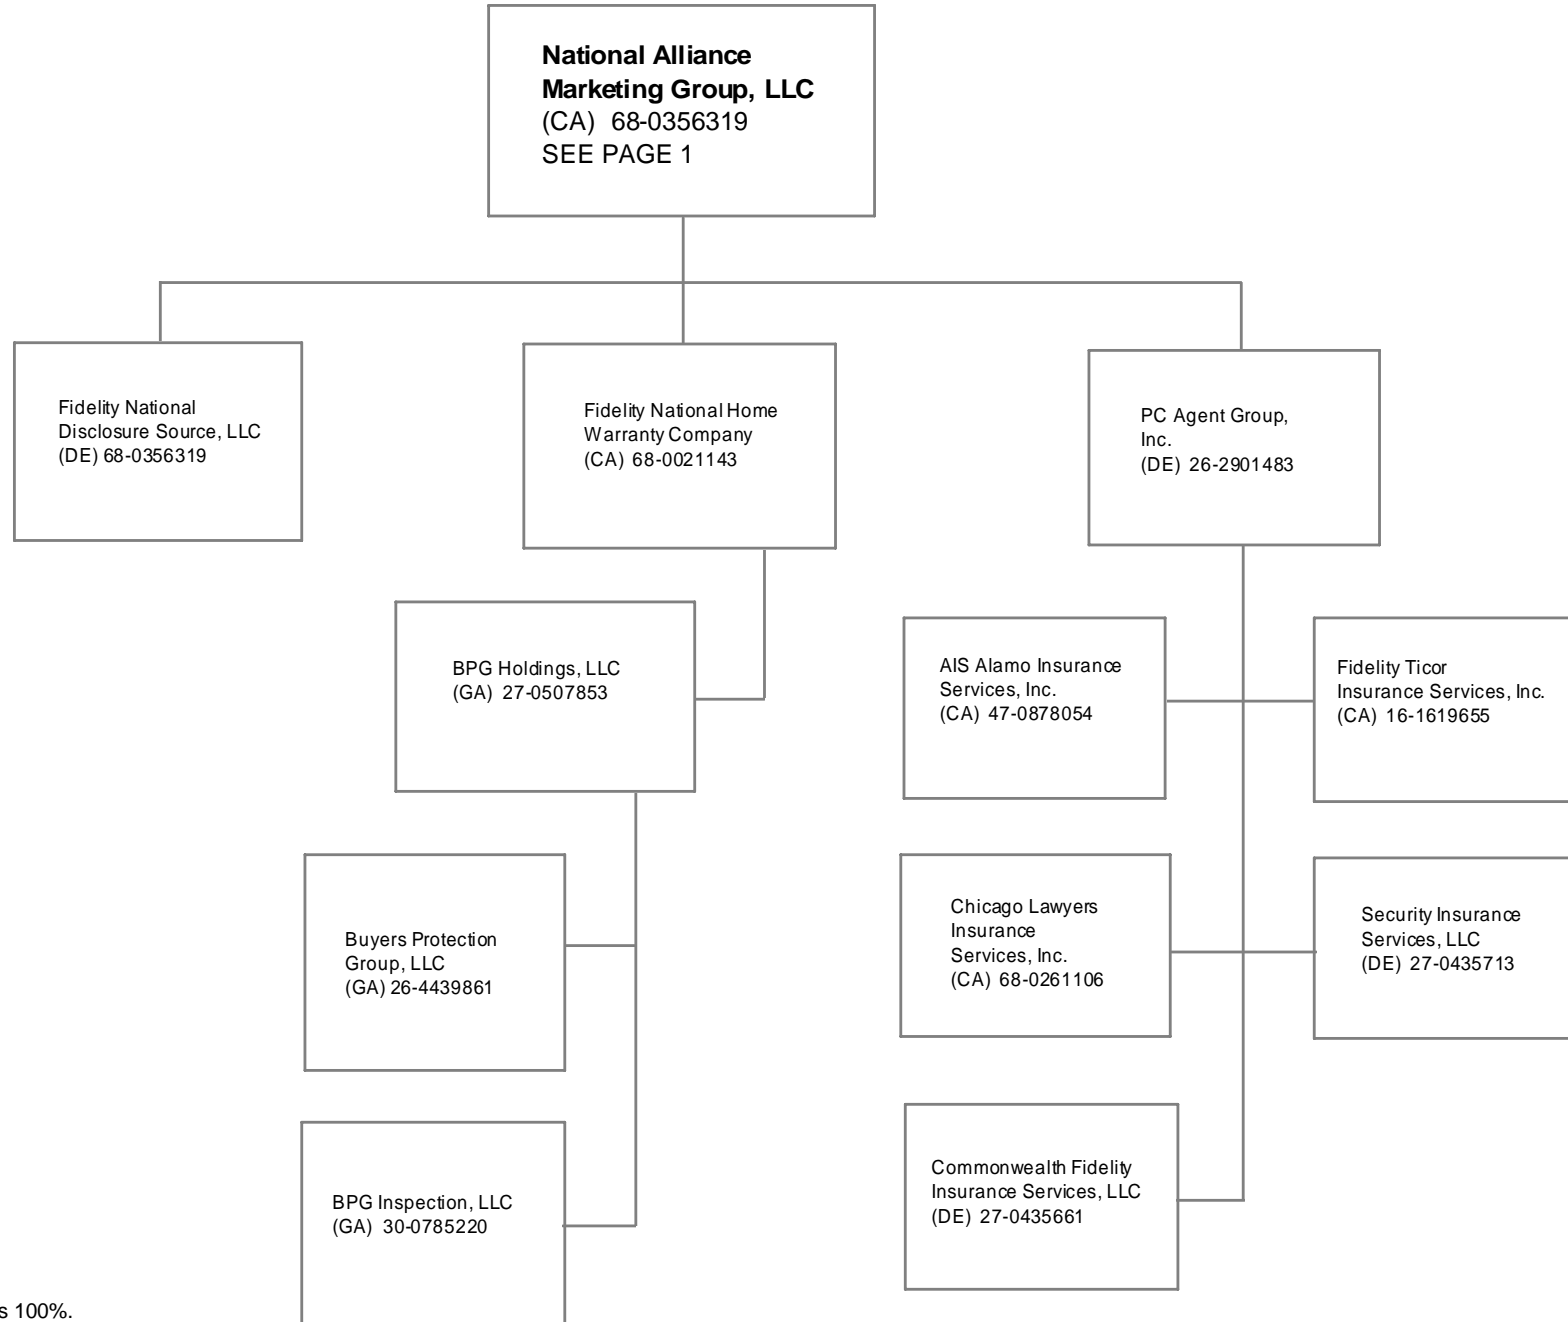 National Alliance
Marketing Group, LLC
(CA) 68-0356319
SEE PAGE 1
Fidelity National
Disclosure Source, LLC
(DE) 68-0356319
Fidelity National Home
Warranty Company
(CA) 68-0021143
PC Agent Group,
Inc.
(DE) 26-2901483
BPG Holdings, LLC
(GA) 27-0507853
AIS Alamo Insurance
Services, Inc.
(CA) 47-0878054
Fidelity Ticor
Insurance Services, Inc.
(CA) 16-1619655
Buyers Protection
Group, LLC
(GA) 26-4439861
Chicago Lawyers
Insurance
Services, Inc.
(CA) 68-0261106
Security Insurance
Services, LLC
(DE) 27-0435713
BPG Inspection, LLC
(GA) 30-0785220
Commonwealth Fidelity
Insurance Services, LLC
(DE) 27-0435661
s 100%.